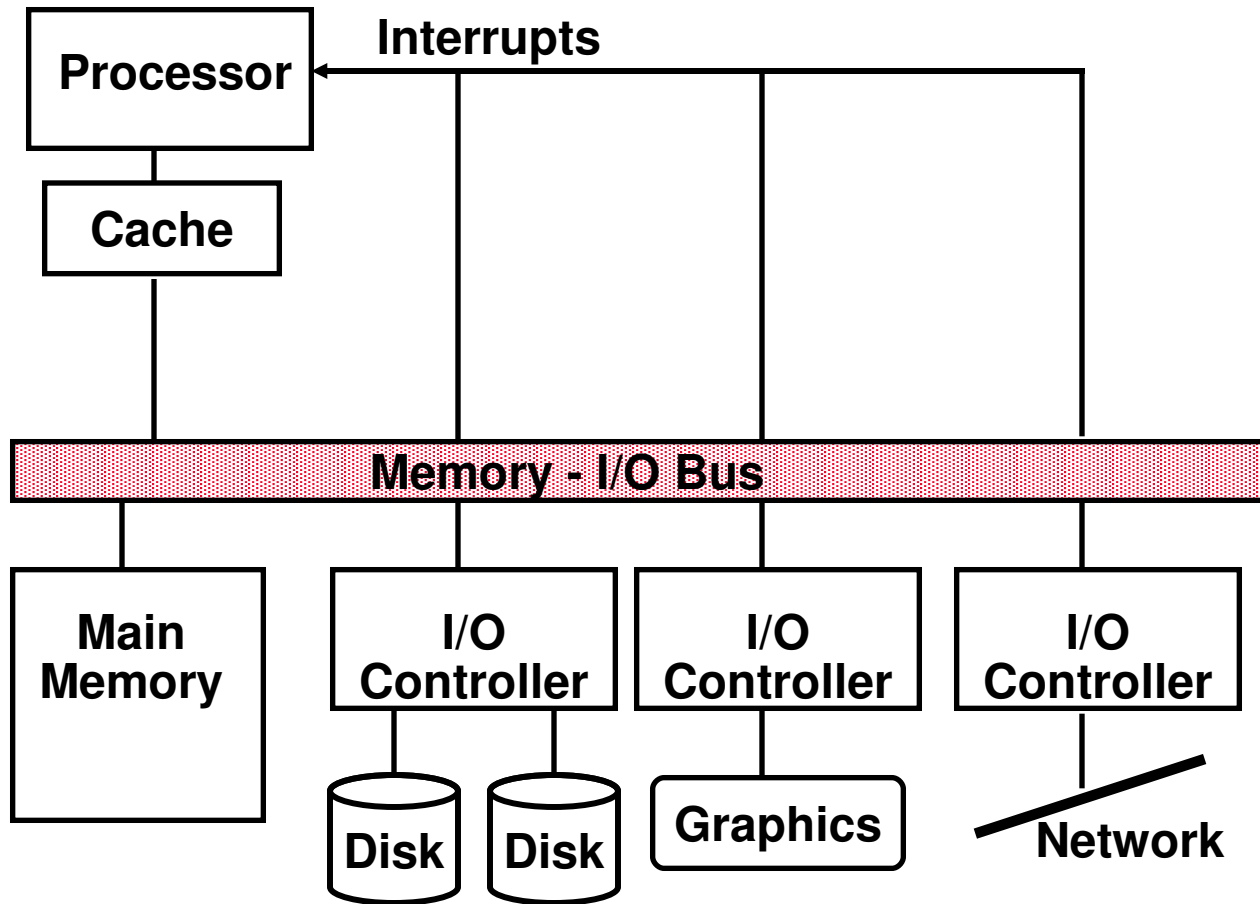 Interrupts
Processor
Cache
Memory - I/O Bus
Main
Memory
I/O
Controller
I/O
Controller
I/O
Controller
Disk
Disk
Graphics
Network